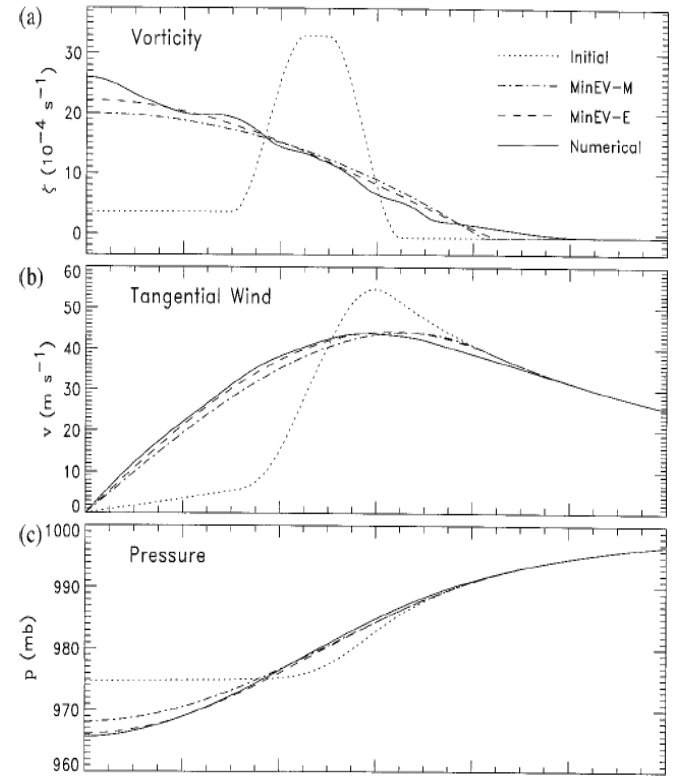 (a)
Vorticity
ζ (10⁻⁴ s⁻¹)
30
20
10
0
Initial
MinEV-M
MinEV-E
Numerical
(b)
Tangential Wind
v (m s⁻¹)
60
50
40
30
20
10
0
(c)
Pressure
p (mb)
1000
990
980
970
960